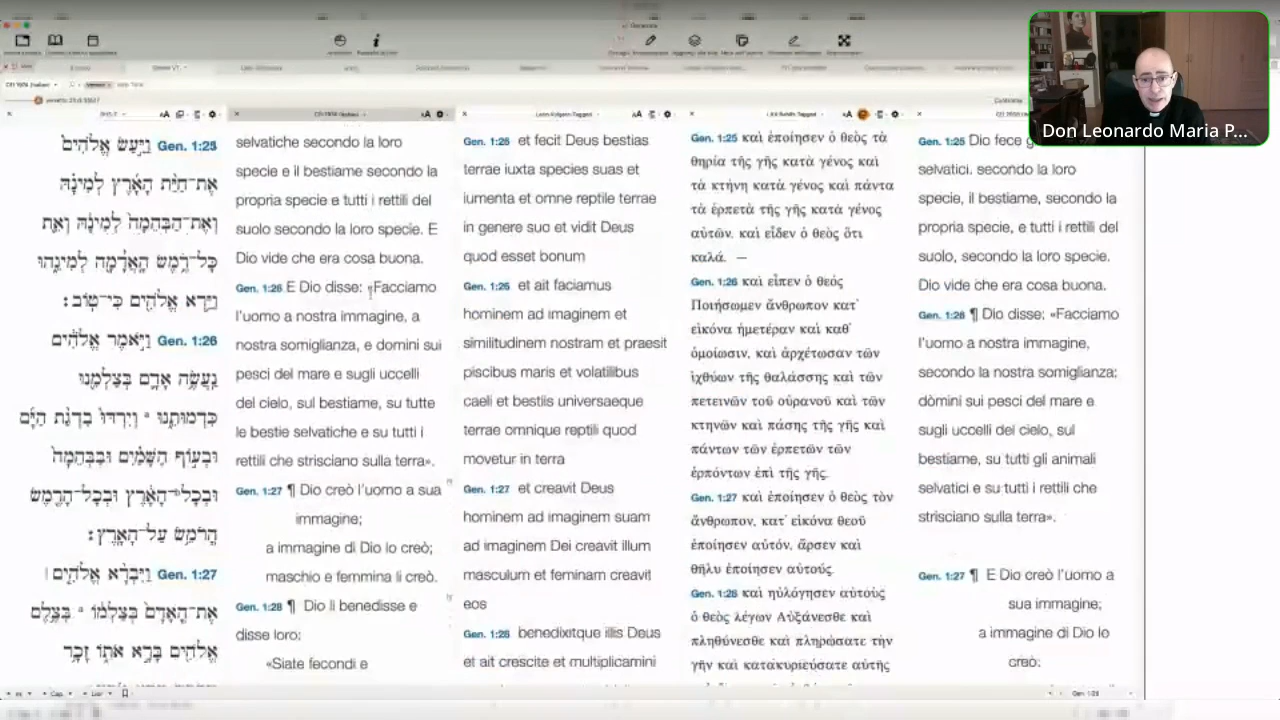 Don Leonardo Maria P...
Gen. 1:25 וַיַּ֣עַשׂ אֱלֹהִים֩
אֶת־חַיַּ֨ת הָאָ֜רֶץ לְמִינָ֗הּ
וְאֶת־הַבְּהֵמָה֙ לְמִינָ֔הּ וְאֵ֛ת
כָּל־רֶ֥מֶשׂ הָֽאֲדָמָ֖ה לְמִינֵ֑הוּ
וַיַּ֥רְא אֱלֹהִ֖ים כִּי־טֽוֹב׃
Gen. 1:26 וַיֹּ֣אמֶר אֱלֹהִ֔ים
נַֽעֲשֶׂ֥ה אָדָ֛ם בְּצַלְמֵ֖נוּ
כִּדְמוּתֵ֑נוּ וְיִרְדּוּ֩ בִדְגַ֨ת הַיָּ֜ם
וּבְע֣וֹף הַשָּׁמַ֗יִם וּבַבְּהֵמָה֙
וּבְכָל־הָאָ֔רֶץ וּבְכָל־הָרֶ֖מֶשׂ
הָֽרֹמֵ֥שׂ עַל־הָאָֽרֶץ׃
Gen. 1:27 וַיִּבְרָ֨א אֱלֹהִ֤ים ׀
אֶת־הָֽאָדָם֙ בְּצַלְמ֔וֹ בְּצֶ֥לֶם
אֱלֹהִ֖ים בָּרָ֣א אֹת֑וֹ זָכָ֥ר
selvatiche secondo la loro
specie e il bestiame secondo la
propria specie e tutti i rettili del
suolo secondo la loro specie. E
Dio vide che era cosa buona.
Gen. 1:26 E Dio disse: «Facciamo
l'uomo a nostra immagine, a
nostra somiglianza, e domini sui
pesci del mare e sugli uccelli
del cielo, sul bestiame, su tutte
le bestie selvatiche e su tutti i
rettili che strisciano sulla terra».
Gen. 1:27 ¶ Dio creò l'uomo a sua
immagine;
a immagine di Dio lo creò;
maschio e femmina li creò.
Gen. 1:28 ¶ Dio li benedisse e
disse loro:
«Siate fecondi e
Gen. 1:25 et fecit Deus bestias
terrae iuxta species suas et
iumenta et omne reptile terrae
in genere suo et vidit Deus
quod esset bonum
Gen. 1:26 et ait faciamus
hominem ad imaginem et
similitudinem nostram et praesit
piscibus maris et volatilibus
caeli et bestiis universaeque
terrae omnique reptili quod
movetur in terra
Gen. 1:27 et creavit Deus
hominem ad imaginem suam
ad imaginem Dei creavit illum
masculum et feminam creavit
eos
Gen. 1:28 benedixitque illis Deus
et ait crescite et multiplicamini
Gen. 1:25 καὶ ἐποίησεν ὁ θεὸς τὰ
θηρία τῆς γῆς κατὰ γένος καὶ
τὰ κτήνη κατὰ γένος καὶ πάντα
τὰ ἑρπετὰ τῆς γῆς κατὰ γένος
αὐτῶν. καὶ εἶδεν ὁ θεὸς ὅτι
καλά. —
Gen. 1:26 καὶ εἶπεν ὁ θεός
Ποιήσωμεν ἄνθρωπον κατ᾽
εἰκόνα ἡμετέραν καὶ καθ᾽
ὁμοίωσιν, καὶ ἀρχέτωσαν τῶν
ἰχθύων τῆς θαλάσσης καὶ τῶν
πετεινῶν τοῦ οὐρανοῦ καὶ τῶν
κτηνῶν καὶ πάσης τῆς γῆς καὶ
πάντων τῶν ἑρπετῶν τῶν
ἑρπόντων ἐπὶ τῆς γῆς.
Gen. 1:27 καὶ ἐποίησεν ὁ θεὸς τὸν
ἄνθρωπον, κατ᾽ εἰκόνα θεοῦ
ἐποίησεν αὐτόν, ἄρσεν καὶ
θῆλυ ἐποίησεν αὐτούς.
Gen. 1:28 καὶ ηὐλόγησεν αὐτοὺς
ὁ θεὸς λέγων Αὐξάνεσθε καὶ
πληθύνεσθε καὶ πληρώσατε τὴν
γῆν καὶ κατακυριεύσατε αὐτῆς
Gen. 1:25 Dio fece g
selvatici, secondo la loro
specie, il bestiame, secondo la
propria specie, e tutti i rettili del
suolo, secondo la loro specie.
Dio vide che era cosa buona.
Gen. 1:26 ¶ Dio disse: «Facciamo
l'uomo a nostra immagine,
secondo la nostra somiglianza:
dòmini sui pesci del mare e
sugli uccelli del cielo, sul
bestiame, su tutti gli animali
selvatici e su tutti i rettili che
strisciano sulla terra».
Gen. 1:27 ¶ E Dio creò l'uomo a
sua immagine;
a immagine di Dio lo
creò: